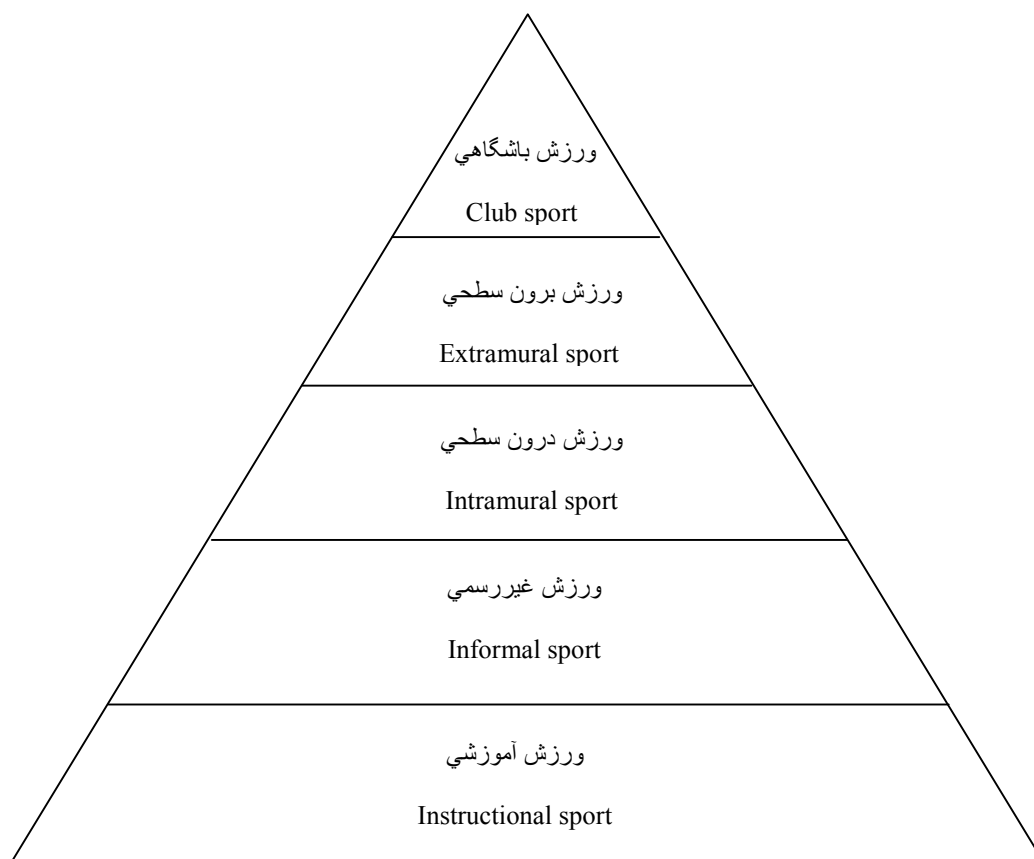 ورزش باشگاهي
Club sport
ورزش برون سطحي
Extramural sport
ورزش درون سطحي
Intramural sport
ورزش غيررسمي
Informal sport
ورزش آموزشي
Instructional sport